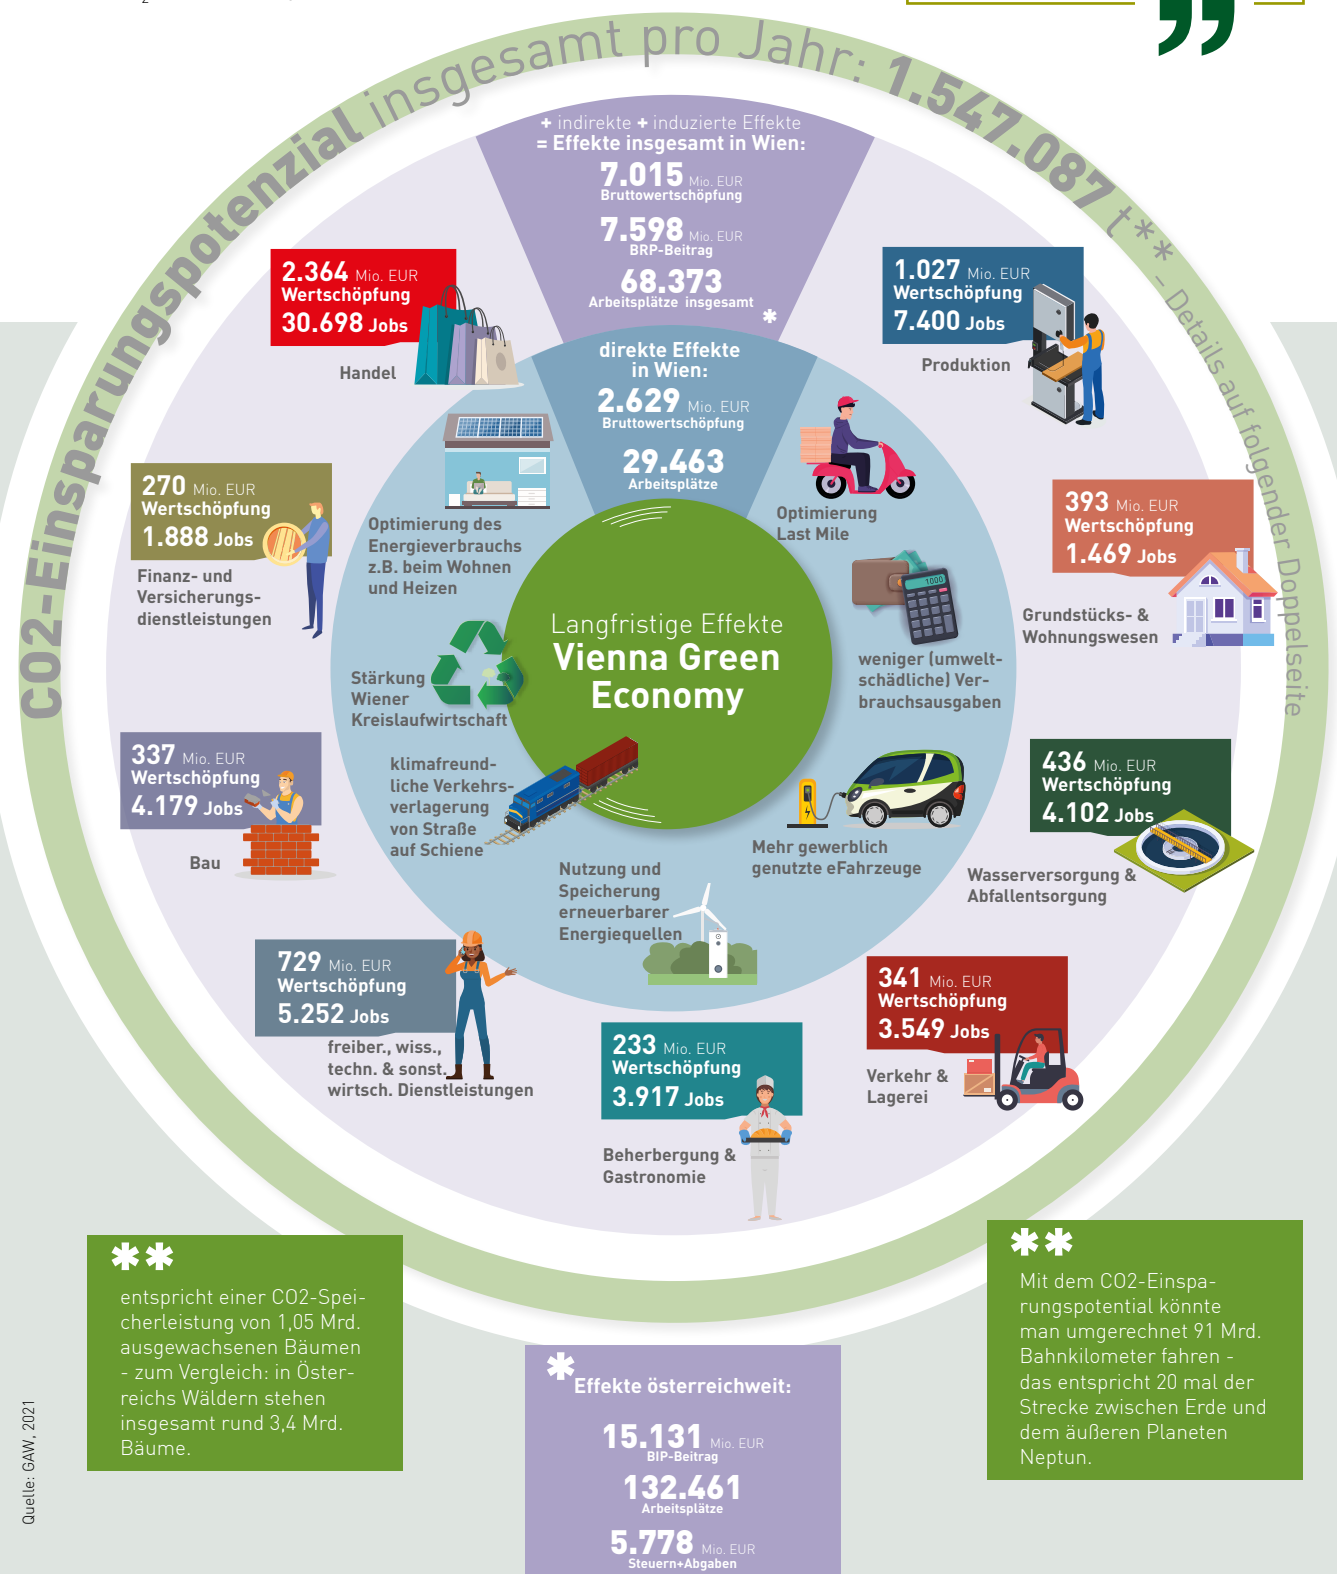 CO2-Einsparungspotenzial insgesamt pro Jahr: 1.547.087 t** – Details auf folgender Doppelseite
+ indirekte + induzierte Effekte
= Effekte insgesamt in Wien:
7.015 Mio. EUR
Bruttowertschöpfung
7.598 Mio. EUR
BRP-Beitrag
68.373
Arbeitsplätze insgesamt
*
direkte Effekte
in Wien:
2.629 Mio. EUR
Bruttowertschöpfung
29.463
Arbeitsplätze
2.364 Mio. EUR
Wertschöpfung
30.698 Jobs
Handel
1.027 Mio. EUR
Wertschöpfung
7.400 Jobs
Produktion
270 Mio. EUR
Wertschöpfung
1.888 Jobs
Finanz- und
Versicherungs-
dienstleistungen
393 Mio. EUR
Wertschöpfung
1.469 Jobs
Grundstücks- &
Wohnungswesen
Optimierung des
Energieverbrauchs
z.B. beim Wohnen
und Heizen
Optimierung
Last Mile
1000
Langfristige Effekte
Vienna Green
Economy
Stärkung
Wiener
Kreislaufwirtschaft
weniger (umwelt-
schädliche) Ver-
brauchsausgaben
klimafreund-
liche Verkehrs-
verlagerung
von Straße
auf Schiene
Mehr gewerblich
genutzte eFahrzeuge
Nutzung und
Speicherung
erneuerbarer
Energiequellen
337 Mio. EUR
Wertschöpfung
4.179 Jobs
Bau
436 Mio. EUR
Wertschöpfung
4.102 Jobs
Wasserversorgung &
Abfallentsorgung
729 Mio. EUR
Wertschöpfung
5.252 Jobs
freiber., wiss.,
techn. & sonst.
wirtsch. Dienstleistungen
341 Mio. EUR
Wertschöpfung
3.549 Jobs
Verkehr &
Lagerei
233 Mio. EUR
Wertschöpfung
3.917 Jobs
Beherbergung &
Gastronomie
**
entspricht einer CO2-Spei-
cherleistung von 1,05 Mrd.
ausgewachsenen Bäumen
- zum Vergleich: in Öster-
reichs Wäldern stehen
insgesamt rund 3,4 Mrd.
Bäume.
**
Mit dem CO2-Einspa-
rungspotential könnte
man umgerechnet 91 Mrd.
Bahnkilometer fahren -
das entspricht 20 mal der
Strecke zwischen Erde und
dem äußeren Planeten
Neptun.
*
Effekte österreichweit:
15.131 Mio. EUR
BIP-Beitrag
132.461
Arbeitsplätze
5.778 Mio. EUR
Steuern+Abgaben
Quelle: GAW, 2021